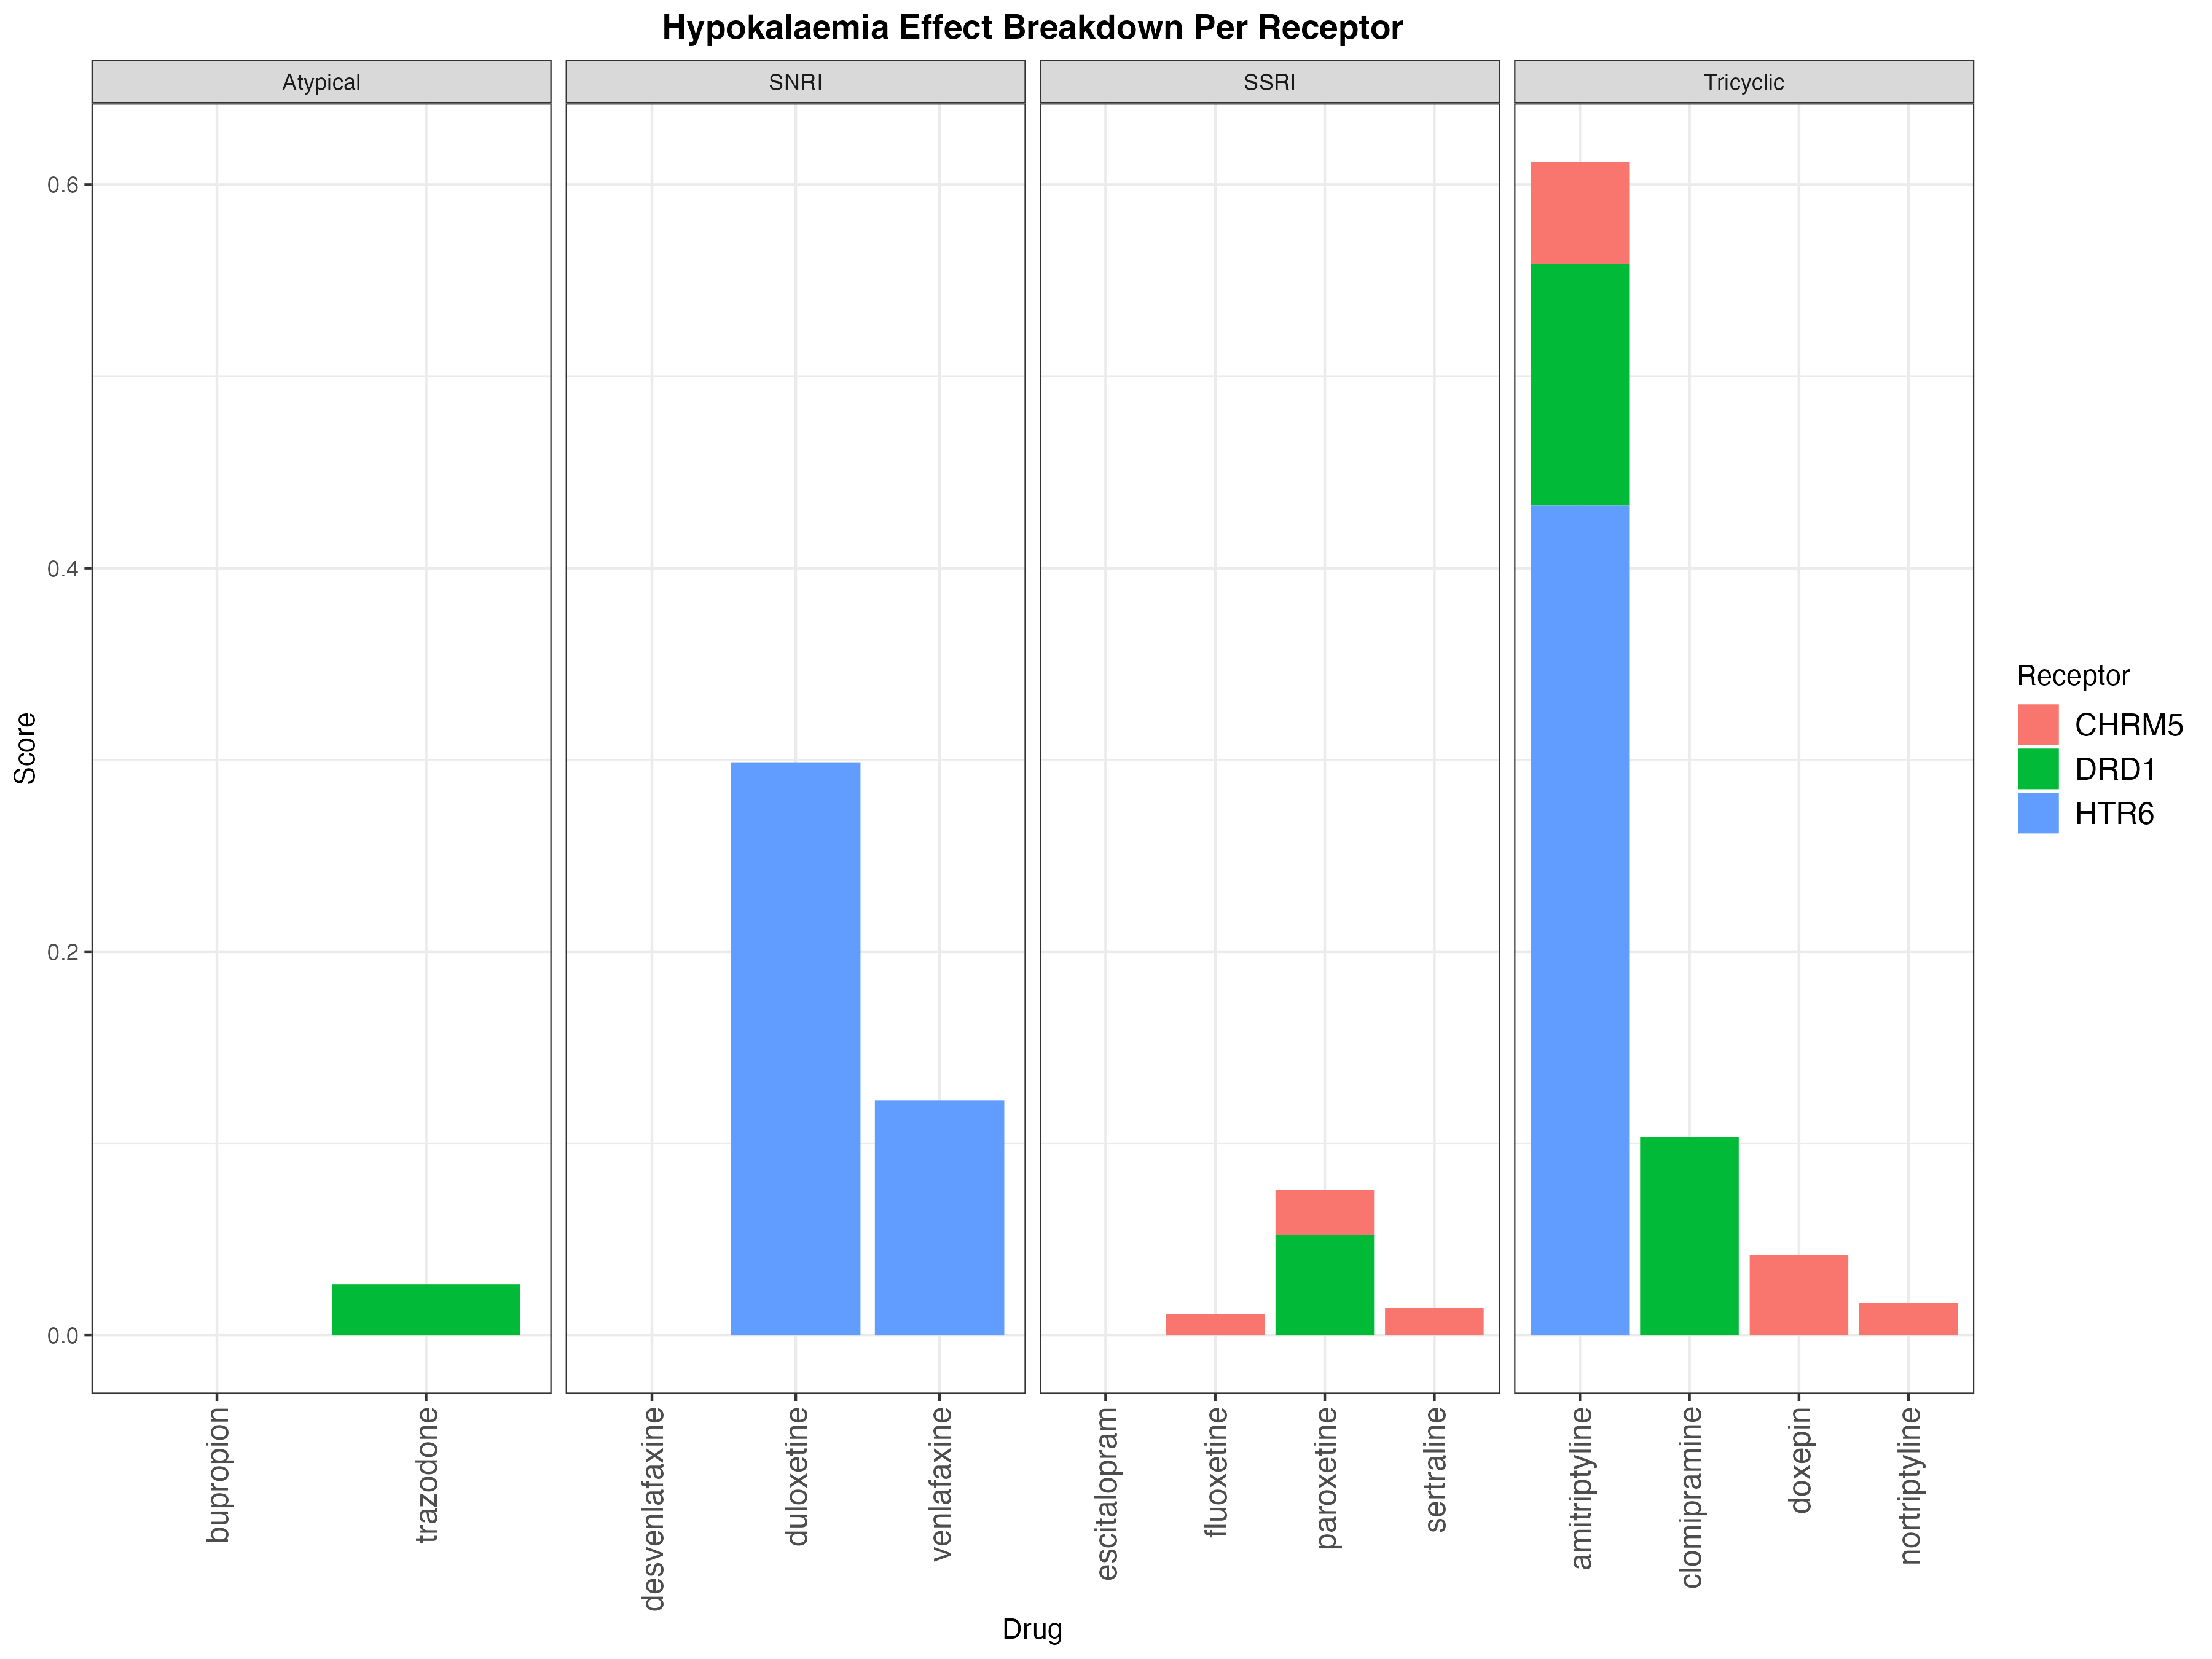 Hypokalaemia Effect Breakdown Per Receptor
Atypical
SNRI
SSRI
Tricyclic
Score
0.6
0.4
0.2
0.0
bupropion
trazodone
desvenlafaxine
duloxetine
venlafaxine
escitalopram
fluoxetine
paroxetine
sertraline
amitriptyline
clomipramine
doxepin
nortriptyline
Drug
Receptor
CHRM5
DRD1
HTR6